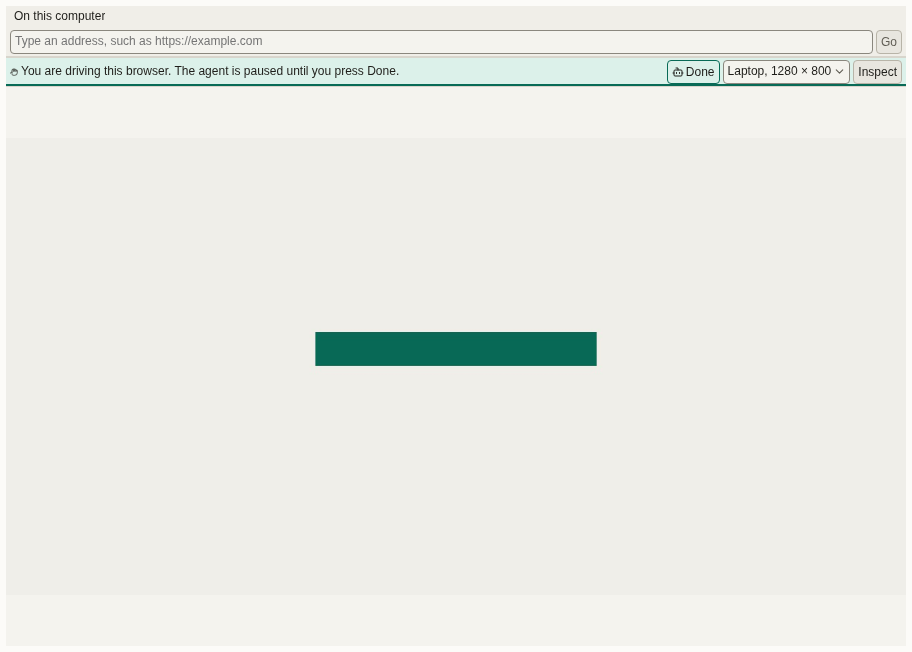 On this computer
Type an address, such as https://example.com
Go
You are driving this browser. The agent is paused until you press Done.
Done
Laptop, 1280 × 800
Inspect